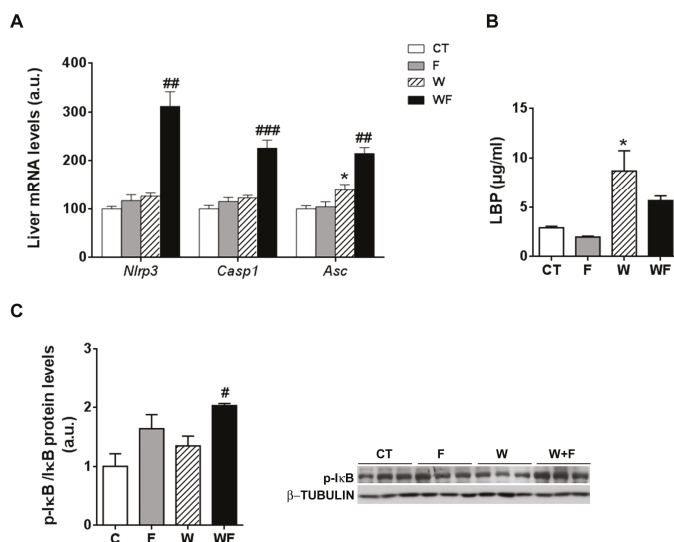 A
CT
F
W
WF
Liver mRNA levels (a.u.)
400
300
200
100
0
##
###
*
##
Nlrp3 Casp1 Asc
B
LBP (µg/ml)
15
10
5
0
*
CT F W WF
C
p-IκB /IκB protein levels
(a.u.)
3
2
1
0
#
C F W WF
CT F W W+F
p-IκB
β-TUBULIN